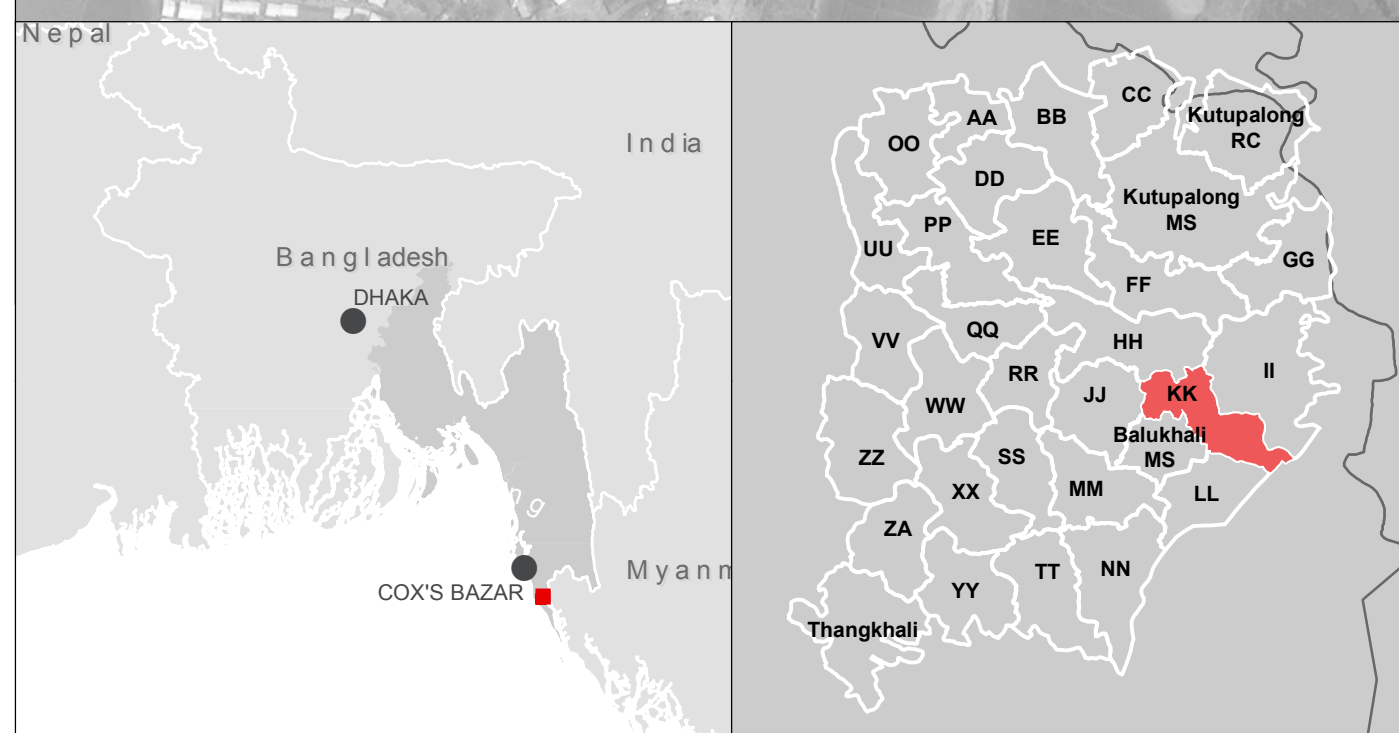 Nepal
India
Bangladesh
DHAKA
ng
COX'S BAZAR
Myanm
CC
Kutupalong
RC
AA
BB
OO
DD
Kutupalong
MS
PP
EE
UU
GG
FF
QQ
HH
VV
RR
II
JJ
KK
WW
Balukhali
MS
ZZ
SS
XX
MM
LL
ZA
TT
NN
YY
Thangkhali